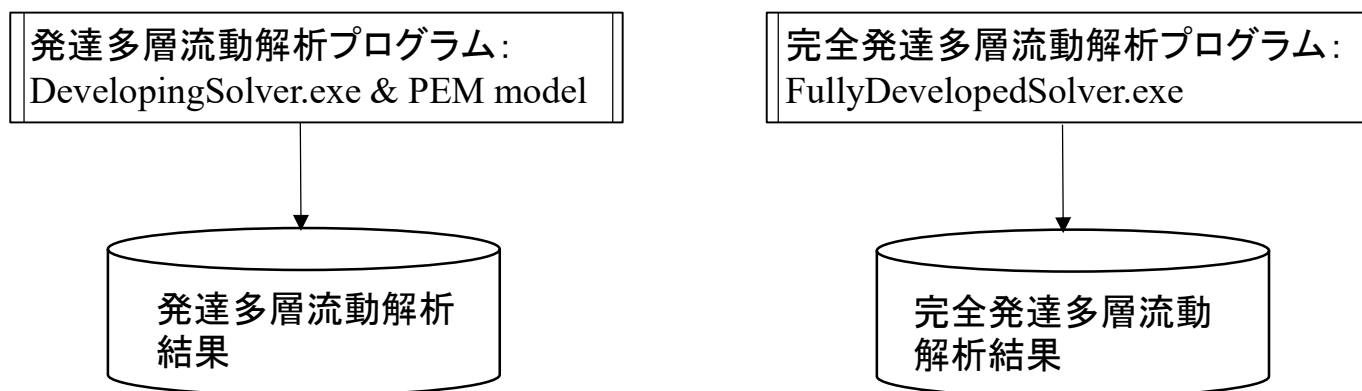 発達多層流動解析プログラム：
DevelopingSolver.exe & PEM model
発達多層流動解析
結果
完全発達多層流動解析プログラム：
FullyDevelopedSolver.exe
完全発達多層流動
解析結果